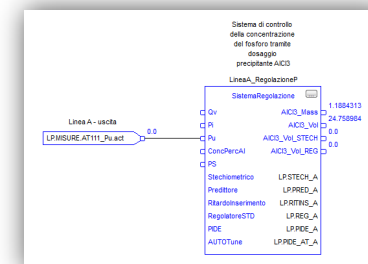 Sistema di controllo
della concentrazione
del fosforo tramite
dosaggio
precipitante AlCl3
LineaA_RegolazioneP
SistemaRegolazione
Linea A - uscita
LP.MISURE.AT111_Pu.act
0.0
Qv
Pi
Pu
ConcPercAl
PS
AlCl3_Mass
1.1884313
AlCl3_Vol
24.758984
AlCl3_Vol_STECH
0.0
AlCl3_Vol_REG
0.0
Stechiometrico LP.STECH_A
Predittore LP.PRED_A
RitardoInserimento LP.RITINS_A
RegolatoreSTD LP.REG_A
PIDE LP.PIDE_A
AUTOTune LP.PIDE_AT_A